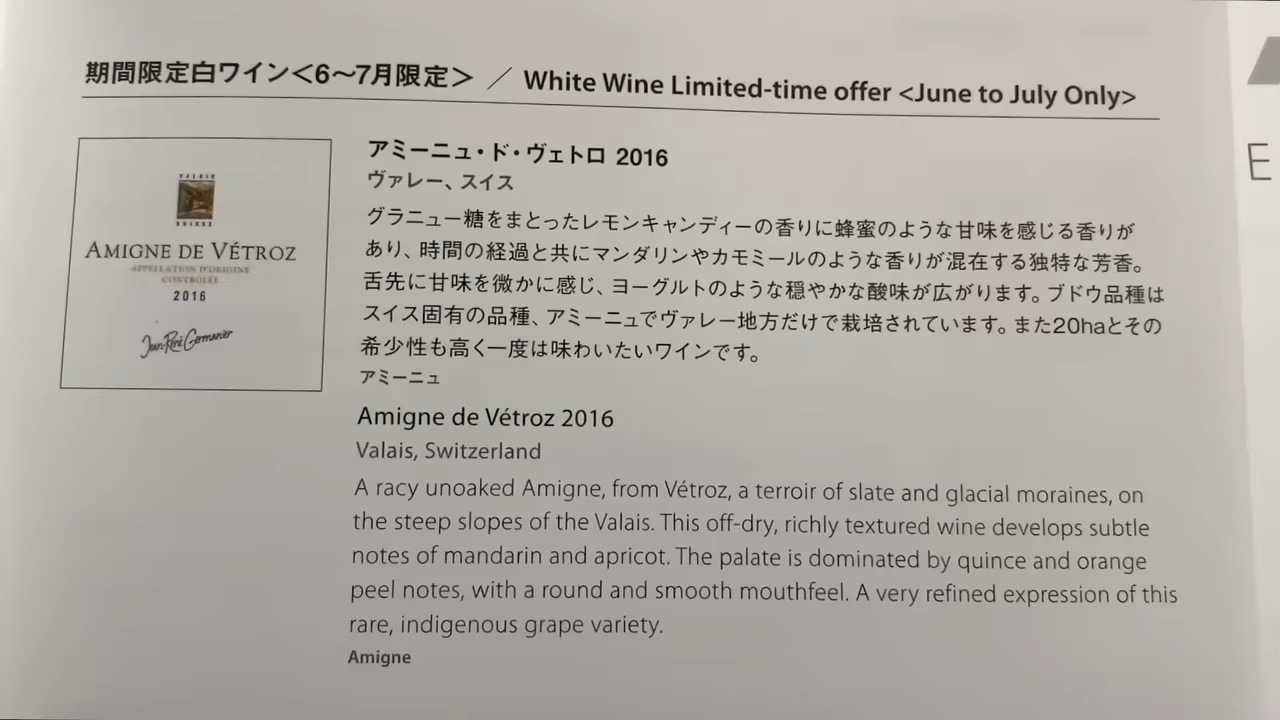 期間限定白ワイン<6〜7月限定> ／ White Wine Limited-time offer <June to July Only>
VALAIS
SUISSE
AMIGNE DE VÉTROZ
APPELLATION D'ORIGINE
CONTRÔLÉE
2016
Jean-René Germanier
アミーニュ・ド・ヴェトロ 2016
ヴァレー、スイス
グラニュー糖をまとったレモンキャンディーの香りに蜂蜜のような甘味を感じる香りが
あり、時間の経過と共にマンダリンやカモミールのような香りが混在する独特な芳香。
舌先に甘味を微かに感じ、ヨーグルトのような穏やかな酸味が広がります。ブドウ品種は
スイス固有の品種、アミーニュでヴァレー地方だけで栽培されています。また20haとその
希少性も高く一度は味わいたいワインです。
アミーニュ
Amigne de Vétroz 2016
Valais, Switzerland
A racy unoaked Amigne, from Vétroz, a terroir of slate and glacial moraines, on
the steep slopes of the Valais. This off-dry, richly textured wine develops subtle
notes of mandarin and apricot. The palate is dominated by quince and orange
peel notes, with a round and smooth mouthfeel. A very refined expression of this
rare, indigenous grape variety.
Amigne
E